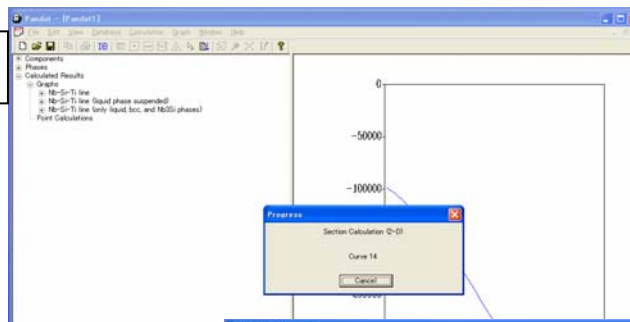 Pandat - [Pandat1]
File Edit View Database Calculation Graph Window Help
Components
Phases
Calculated Results
Graphs
Nb-Si-Ti line
Nb-Si-Ti line (liquid phase suspended)
Nb-Si-Ti line (only liquid, bcc, and Nb3Si phases)
Point Calculations
0
-50000
-100000
Progress
Section Calculation (2-D)
Curve 14
Cancel